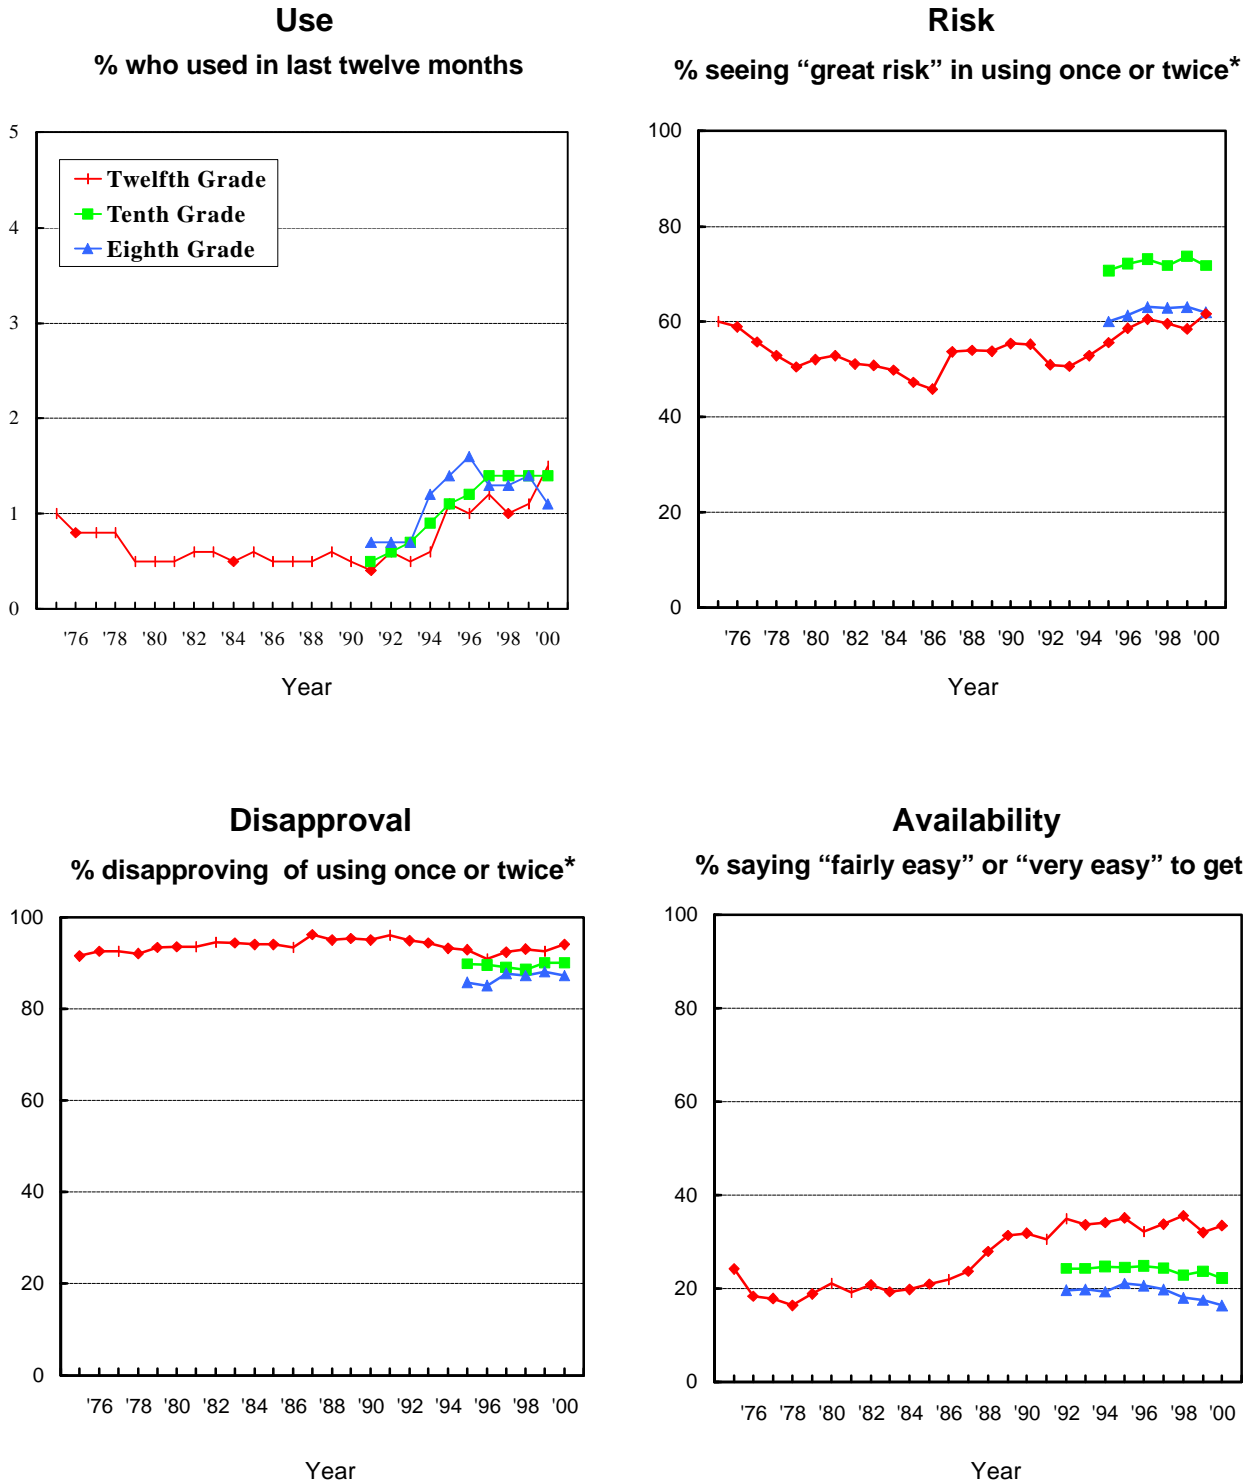 Use
% who used in last twelve months
5
4
3
2
1
0
Twelfth Grade
Tenth Grade
Eighth Grade
'76 '78 '80 '82 '84 '86 '88 '90 '92 '94 '96 '98 '00
Year
Risk
% seeing “great risk” in using once or twice*
100
80
60
40
20
0
'76 '78 '80 '82 '84 '86 '88 '90 '92 '94 '96 '98 '00
Year
Disapproval
% disapproving of using once or twice*
100
80
60
40
20
0
'76 '78 '80 '82 '84 '86 '88 '90 '92 '94 '96 '98 '00
Year
Availability
% saying “fairly easy” or “very easy” to get
100
80
60
40
20
0
'76 '78 '80 '82 '84 '86 '88 '90 '92 '94 '96 '98 '00
Year